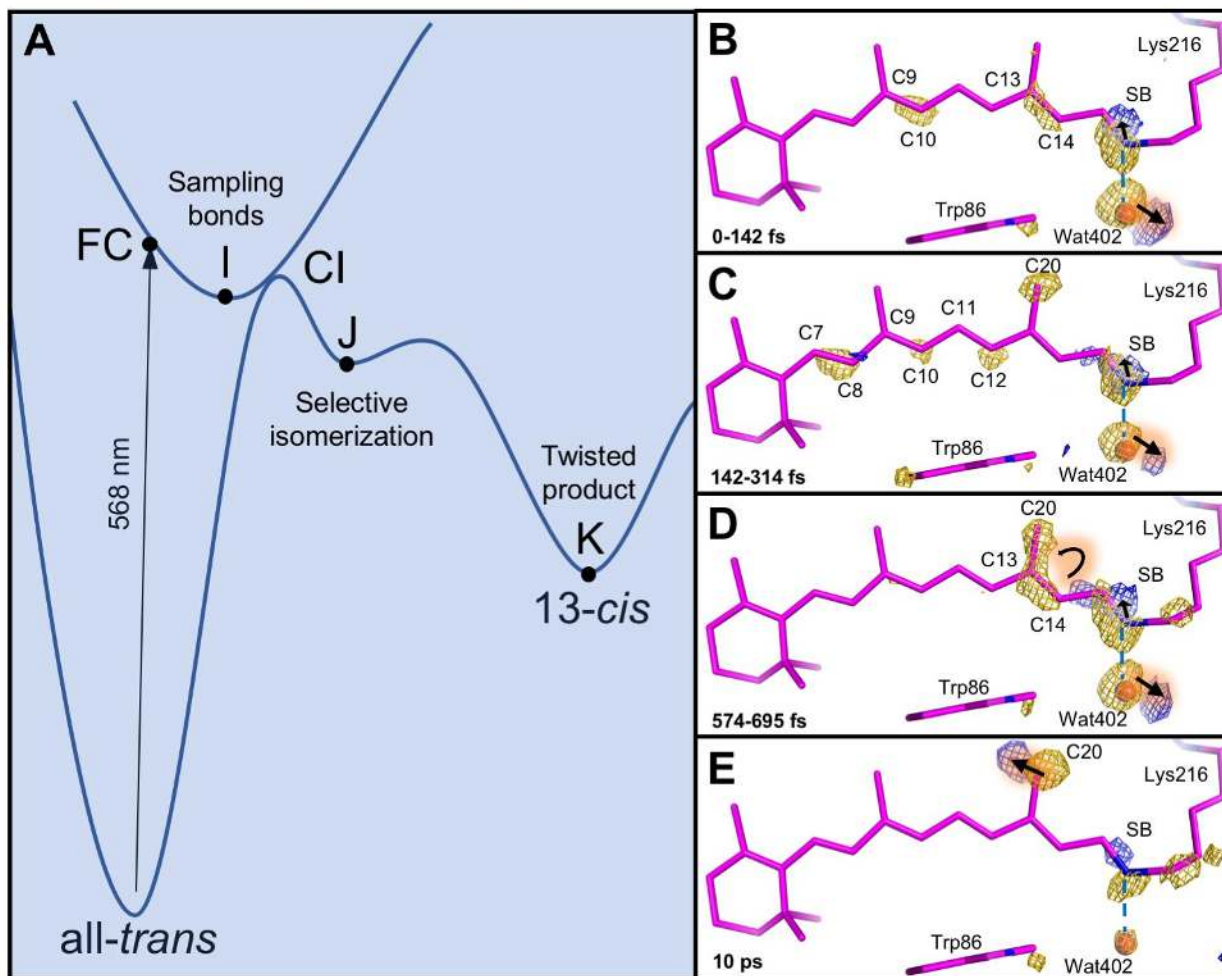 A
FC
Sampling
bonds
I
CI
J
Selective
isomerization
568 nm
Twisted
product
K
13-cis
all-trans
B
C9
C10
C13
C14
SB
Lys216
Trp86
Wat402
0-142 fs
C
C7
C8
C9
C10
C11
C12
C20
SB
Lys216
Trp86
Wat402
142-314 fs
D
C20
C13
C14
SB
Lys216
Trp86
Wat402
574-695 fs
E
C20
SB
Lys216
Trp86
Wat402
10 ps